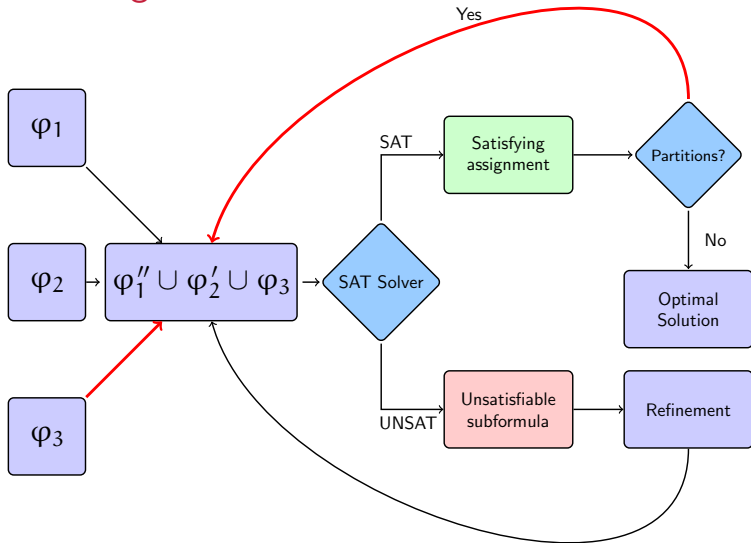 Yes
φ1
SAT
Satisfying
assignment
Partitions?
φ2
φ1′′ ∪ φ2′ ∪ φ3
SAT Solver
No
Optimal
Solution
φ3
UNSAT
Unsatisfiable
subformula
Refinement